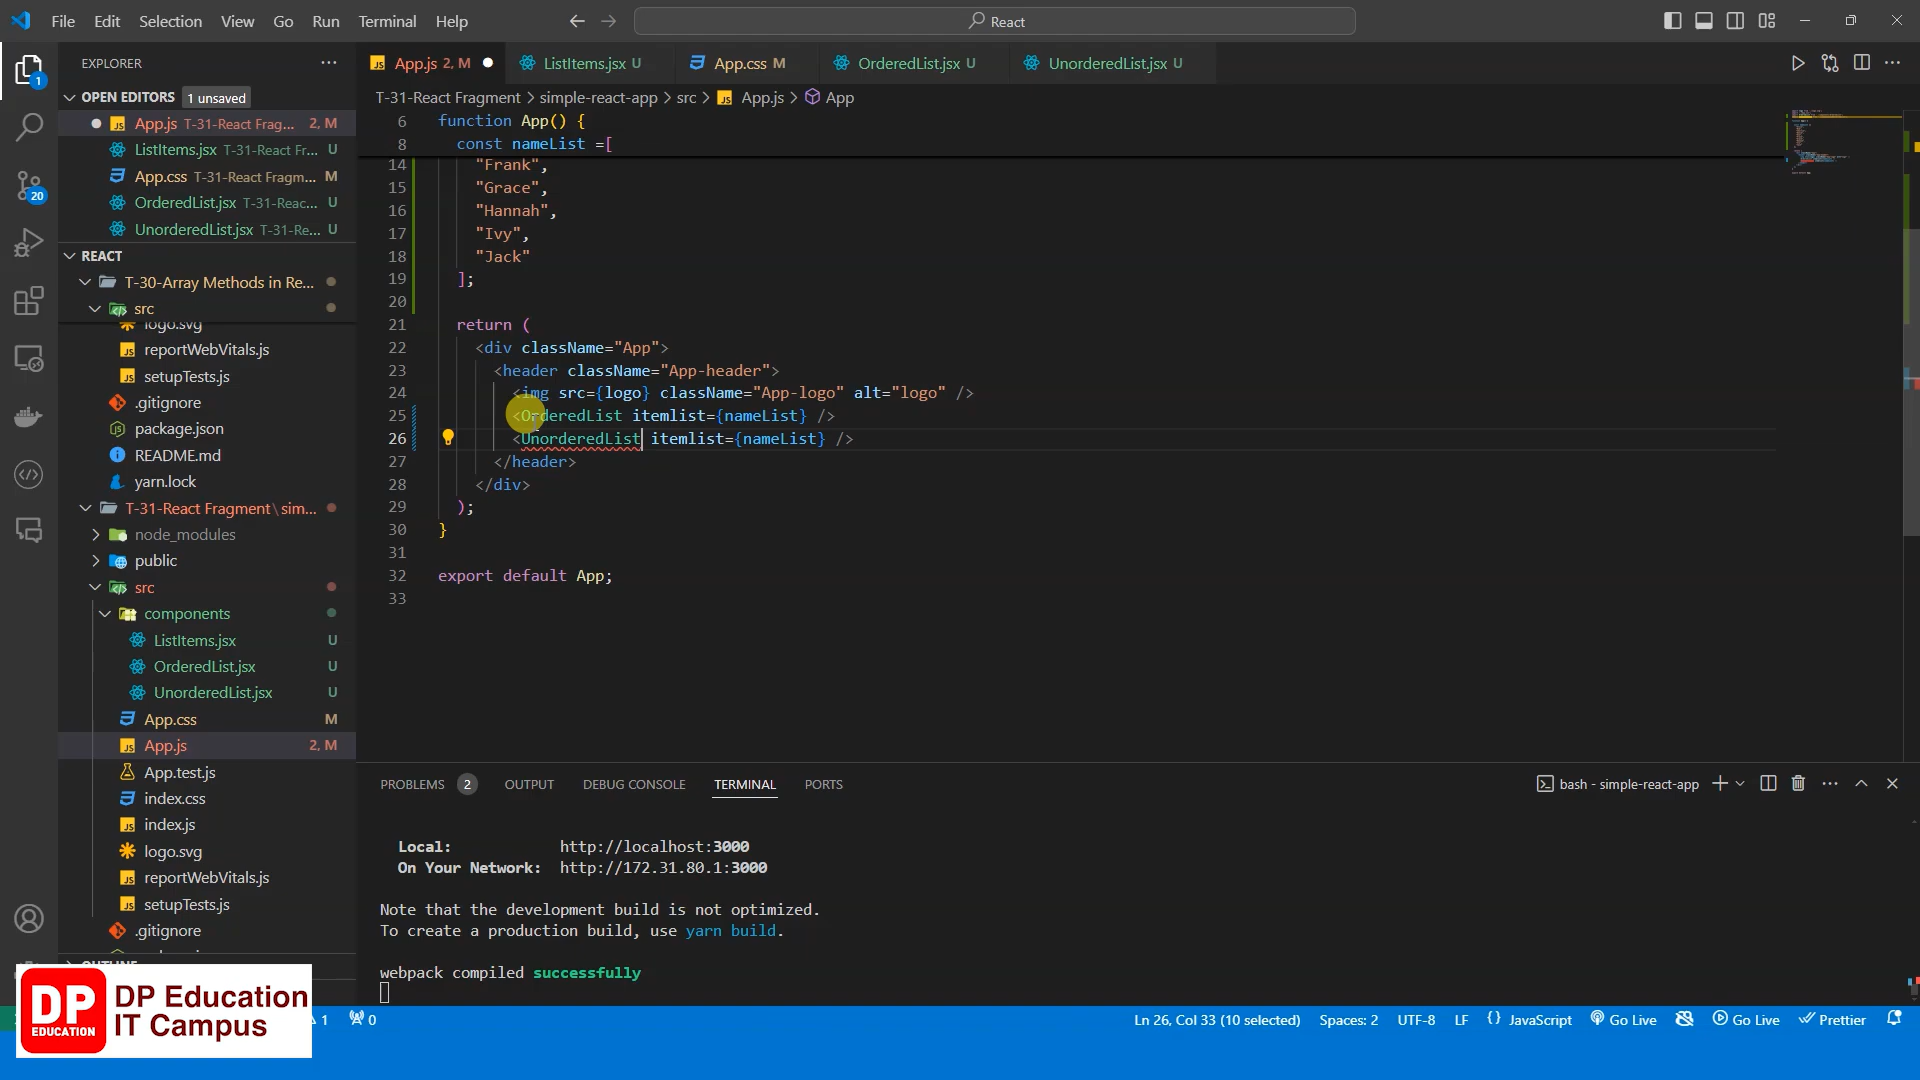 File Edit Selection View Go Run Terminal Help
React
EXPLORER
OPEN EDITORS 1 unsaved
App.js T-31-React Frag... 2, M
ListItems.jsx T-31-React Fr... U
App.css T-31-React Fragm... M
OrderedList.jsx T-31-Reac... U
UnorderedList.jsx T-31-Re... U
REACT
T-30-Array Methods in Re...
src
logo.svg
reportWebVitals.js
setupTests.js
.gitignore
package.json
README.md
yarn.lock
T-31-React Fragment\sim...
node_modules
public
src
components
ListItems.jsx U
OrderedList.jsx U
UnorderedList.jsx U
App.css M
App.js 2, M
App.test.js
index.css
index.js
logo.svg
reportWebVitals.js
setupTests.js
.gitignore
OUTLINE
App.js 2, M
ListItems.jsx U
App.css M
OrderedList.jsx U
UnorderedList.jsx U
T-31-React Fragment > simple-react-app > src > App.js > App
6 function App() {
8 const nameList =[
14 "Frank",
15 "Grace",
16 "Hannah",
17 "Ivy",
18 "Jack"
19 ];
20
21 return (
22 <div className="App">
23 <header className="App-header">
24 <img src={logo} className="App-logo" alt="logo" />
25 <OrderedList itemlist={nameList} />
26 <UnorderedList itemlist={nameList} />
27 </header>
28 </div>
29 );
30 }
31
32 export default App;
33
PROBLEMS 2 OUTPUT DEBUG CONSOLE TERMINAL PORTS
bash - simple-react-app
Local: http://localhost:3000
On Your Network: http://172.31.80.1:3000
Note that the development build is not optimized.
To create a production build, use yarn build.
webpack compiled successfully
DP EDUCATION
DP Education
IT Campus
1 0
Ln 26, Col 33 (10 selected) Spaces: 2 UTF-8 LF {} JavaScript Go Live Go Live Prettier
1
20